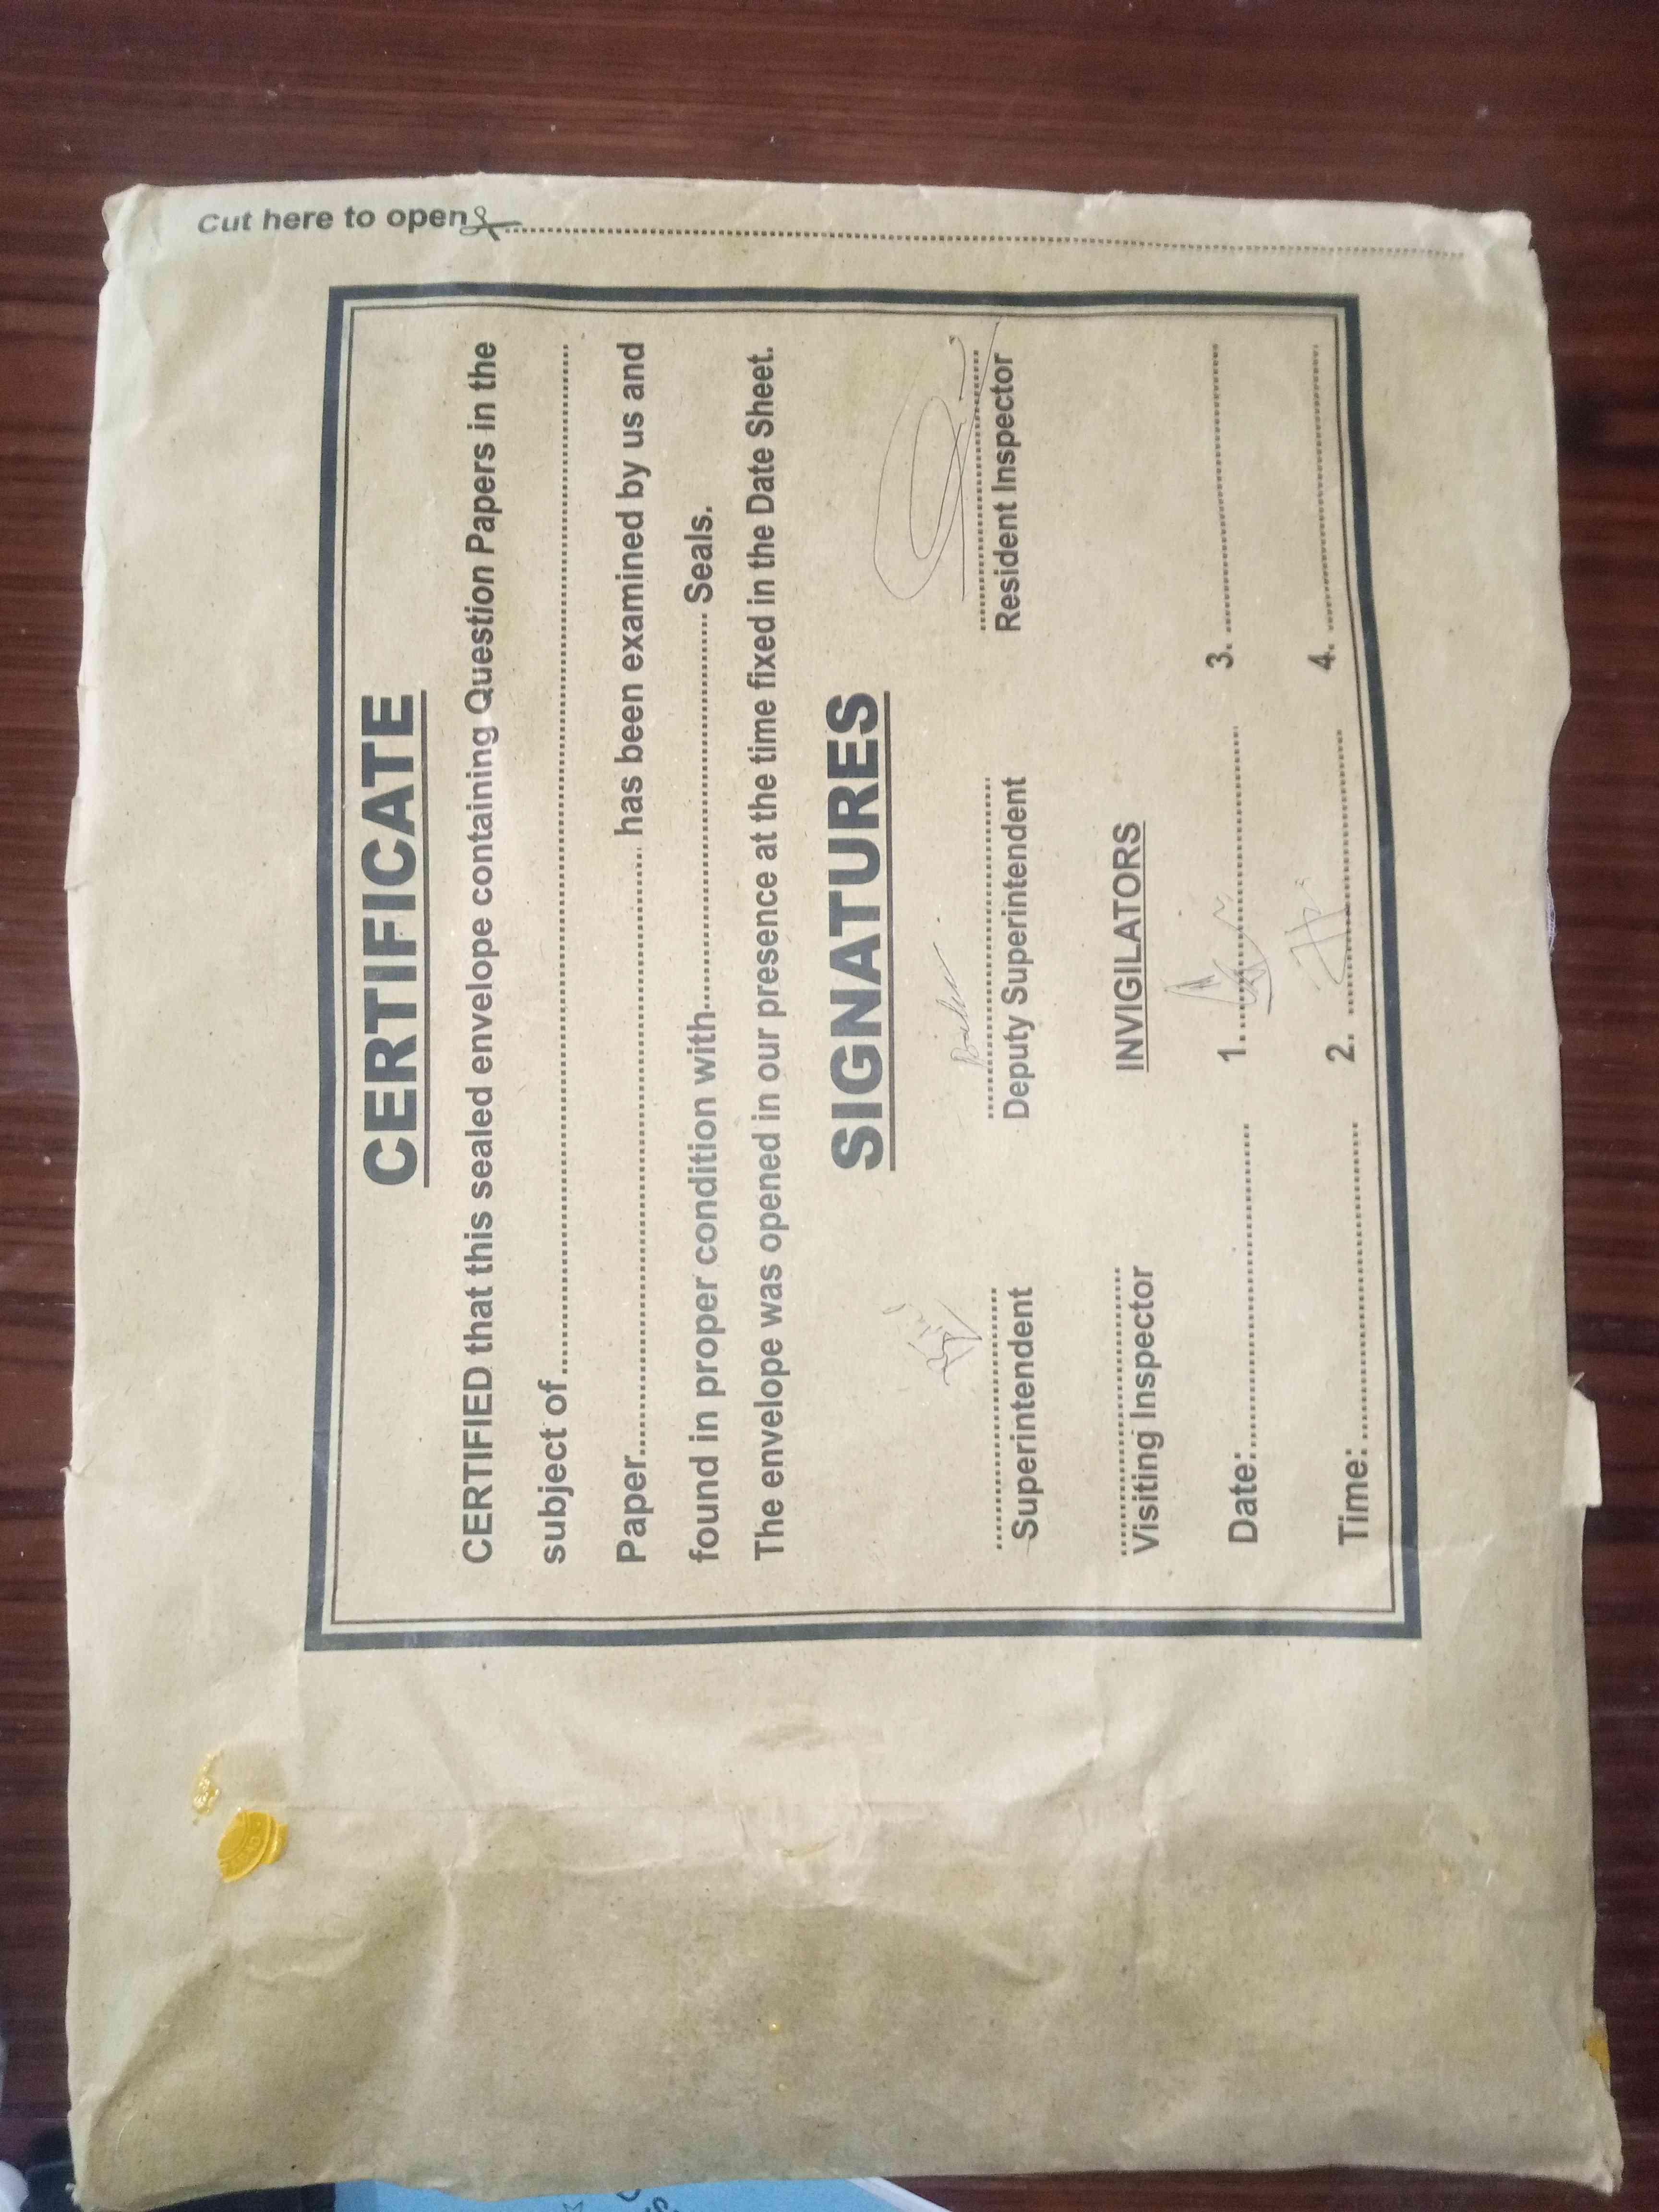 Cut here to open
CERTIFICATE
CERTIFIED that this sealed envelope containing Question Papers in the
subject of
Paper has been examined by us and
found in proper condition with Seals.
The envelope was opened in our presence at the time fixed in the Date Sheet.
SIGNATURES
Superintendent Deputy Superintendent Resident Inspector
Visiting Inspector INVIGILATORS
Date: 1. 3.
Time: 2. 4.